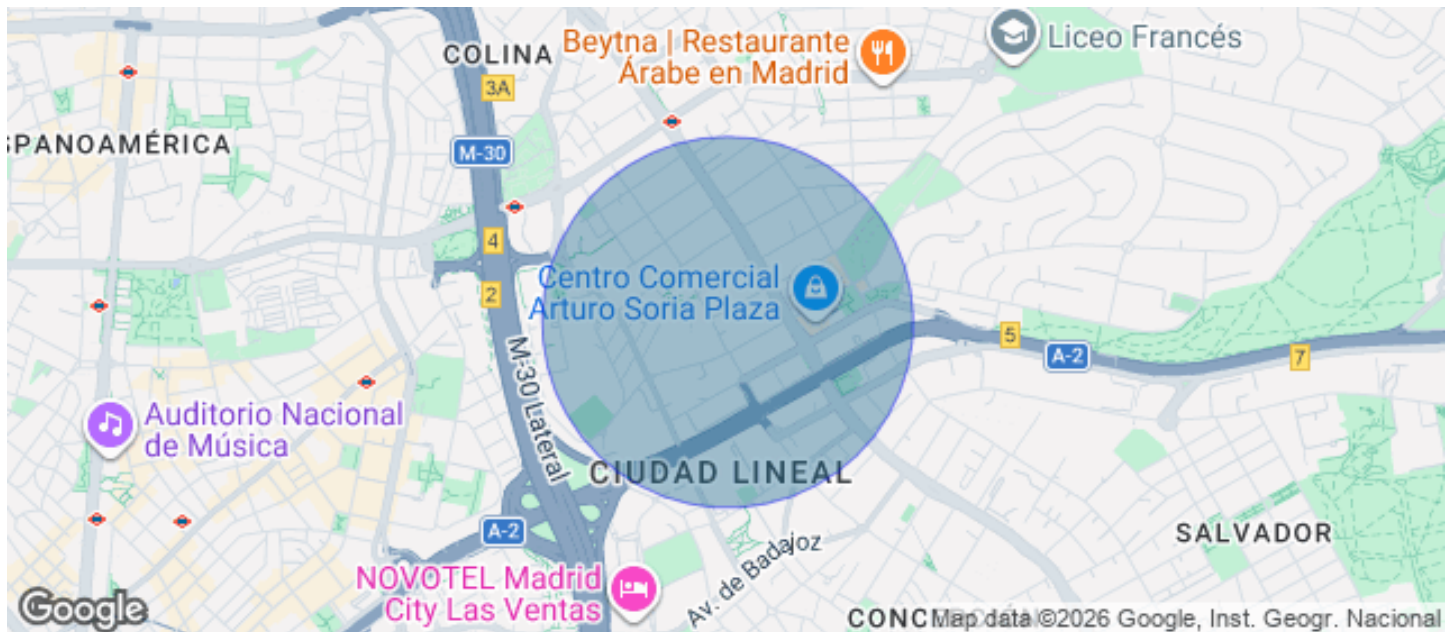 COLINA
Beytna | Restaurante
Árabe en Madrid
Liceo Francés
3A
SPANOAMÉRICA
M-30
4
2
Centro Comercial
Arturo Soria Plaza
5
A-2
7
M-30 Lateral
Auditorio Nacional
de Música
CIUDAD LINEAL
A-2
SALVADOR
Av. de Badajoz
NOVOTEL Madrid
City Las Ventas
Google
CONC
Map data ©2026 Google, Inst. Geogr. Nacional